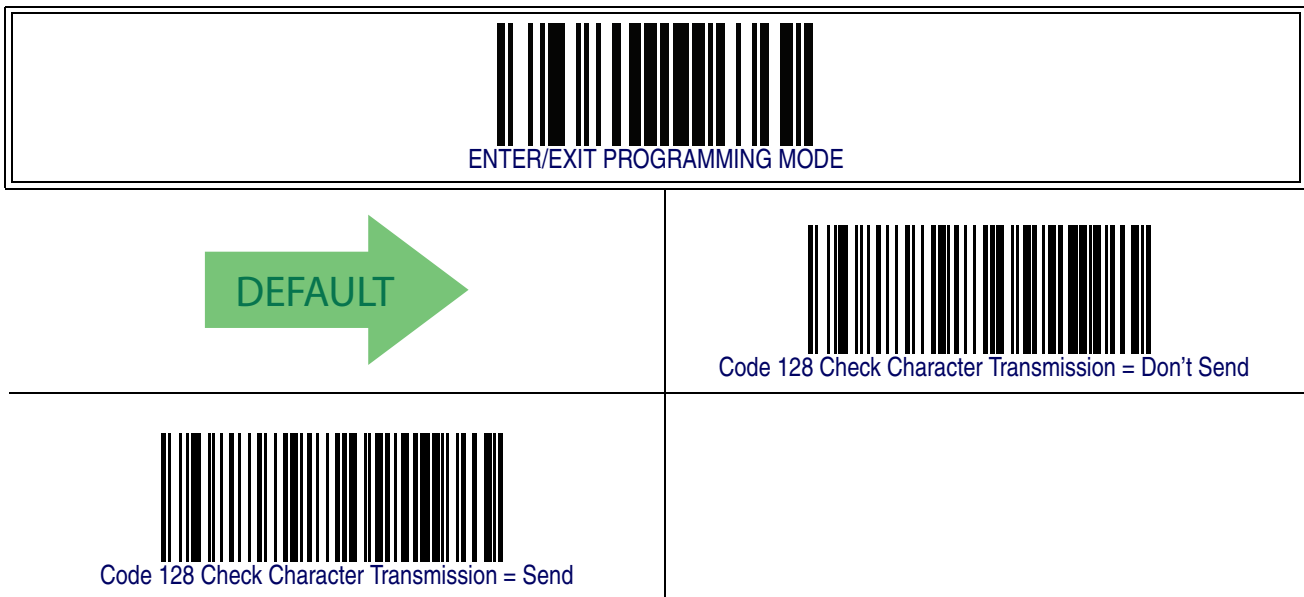 ENTER/EXIT PROGRAMMING MODE
DEFAULT
Code 128 Check Character Transmission = Don’t Send
Code 128 Check Character Transmission = Send